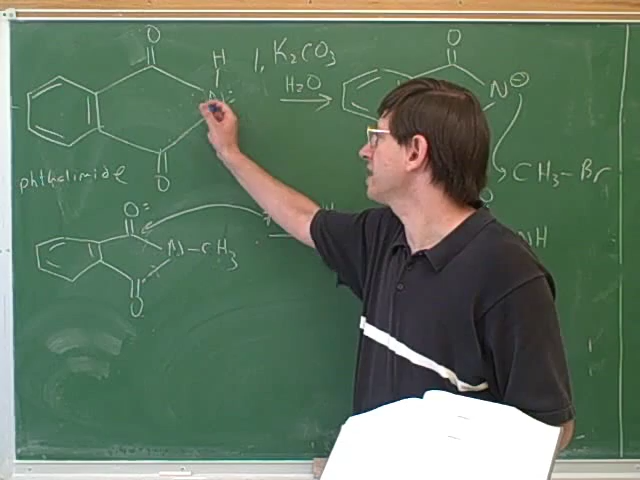 O H 1, K₂CO₃ O
N: H₂O N ⊖
O CH₃-Br
phthalimide
O: O
N-CH₃ NH
O